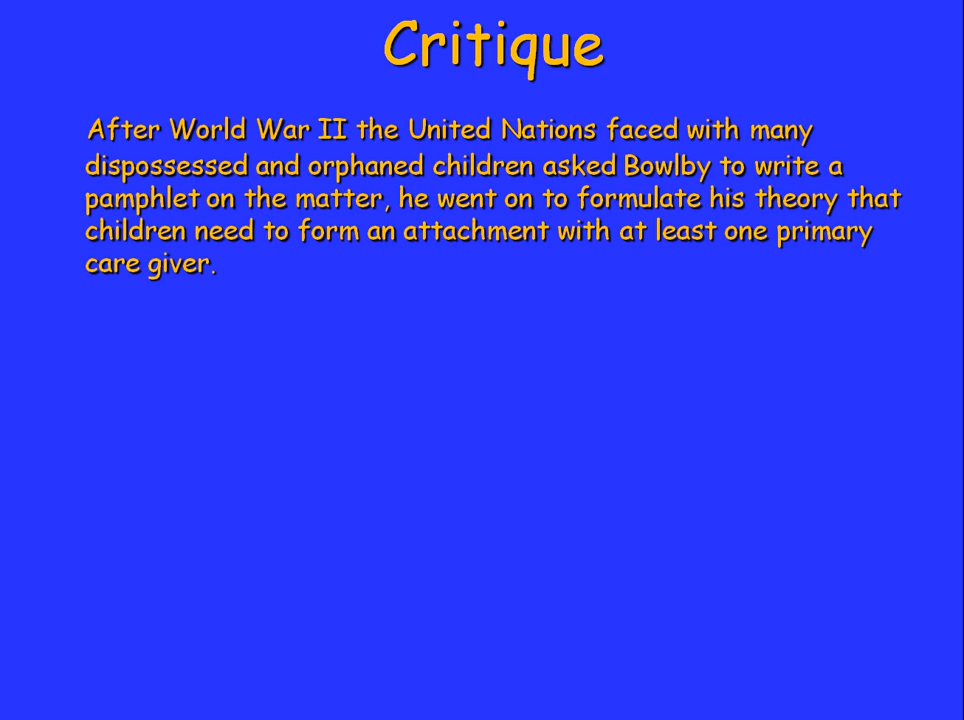 Critique
After World War II the United Nations faced with many
dispossessed and orphaned children asked Bowlby to write a
pamphlet on the matter, he went on to formulate his theory that
children need to form an attachment with at least one primary
care giver.